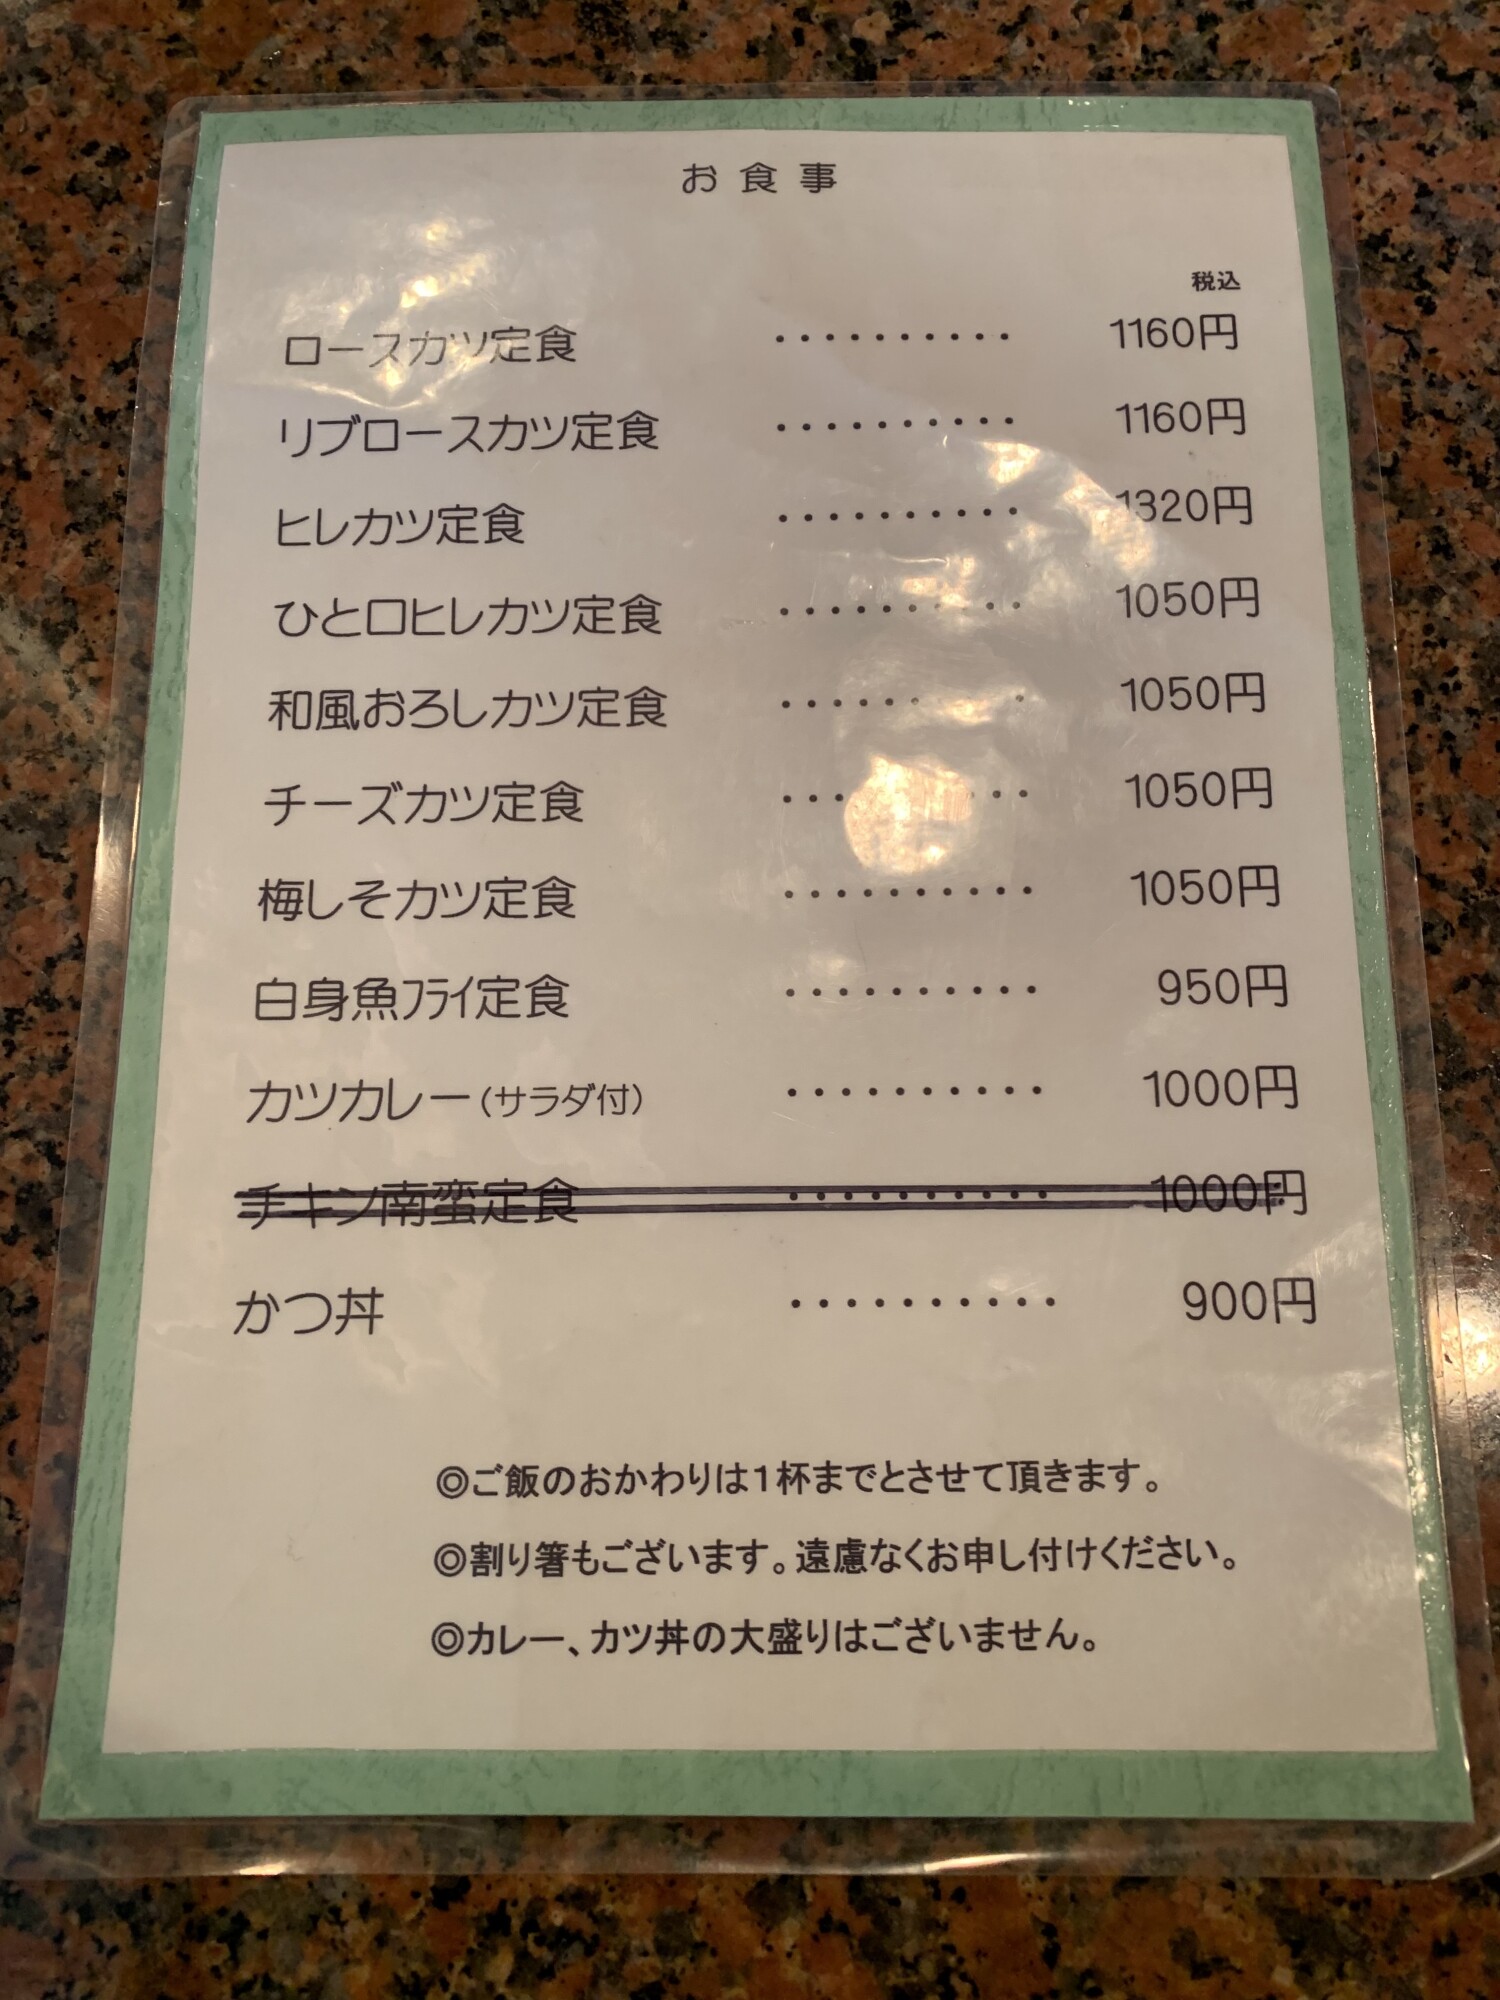 お食事
税込
ロースカツ定食 ・・・・・・・・・・ 1160円
リブロースカツ定食 ・・・・・・・・・・ 1160円
ヒレカツ定食 ・・・・・・・・・・ 1320円
ひと口ヒレカツ定食 ・・・・・・・・・・ 1050円
和風おろしカツ定食 ・・・・・・・・・・ 1050円
チーズカツ定食 ・・・・・・・・・・ 1050円
梅しそカツ定食 ・・・・・・・・・・ 1050円
白身魚フライ定食 ・・・・・・・・・・ 950円
カツカレー(サラダ付) ・・・・・・・・・・ 1000円
チキン南蛮定食 ・・・・・・・・・・ 1000円
かつ丼 ・・・・・・・・・・ 900円
◎ご飯のおかわりは1杯までとさせて頂きます。
◎割り箸もございます。遠慮なくお申し付けください。
◎カレー、カツ丼の大盛りはございません。